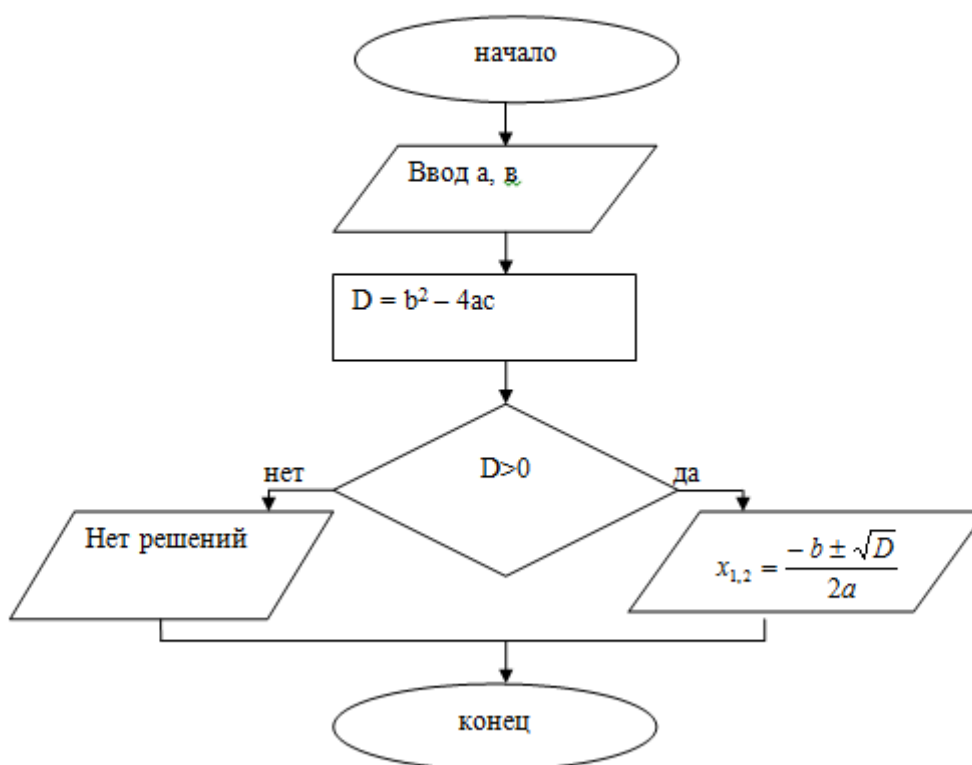 начало
Ввод а, в
D = b² – 4ac
D>0
нет
да
Нет решений
x₁,₂ = (– b ± √D) / 2a
конец